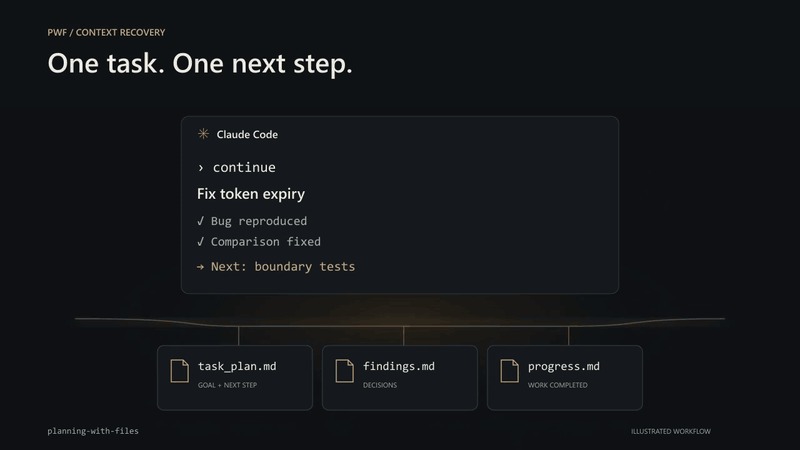 PWF / CONTEXT RECOVERY
One task. One next step.
Claude Code
› continue
Fix token expiry
✓ Bug reproduced
✓ Comparison fixed
→ Next: boundary tests
task_plan.md
GOAL + NEXT STEP
findings.md
DECISIONS
progress.md
WORK COMPLETED
planning-with-files
ILLUSTRATED WORKFLOW